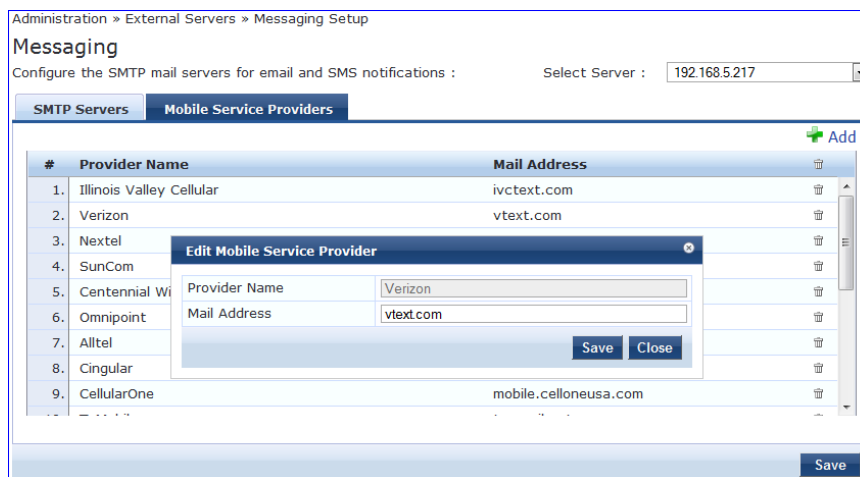 Administration » External Servers » Messaging Setup
Messaging
Configure the SMTP mail servers for email and SMS notifications : Select Server : 192.168.5.217
SMTP Servers Mobile Service Providers
Add
# Provider Name Mail Address
1. Illinois Valley Cellular ivctext.com
2. Verizon vtext.com
3. Nextel
Edit Mobile Service Provider
4. SunCom
Provider Name Verizon
5. Centennial Wi
Mail Address vtext.com
6. Omnipoint
7. Alltel
Save Close
8. Cingular
9. CellularOne mobile.celloneusa.com
Save